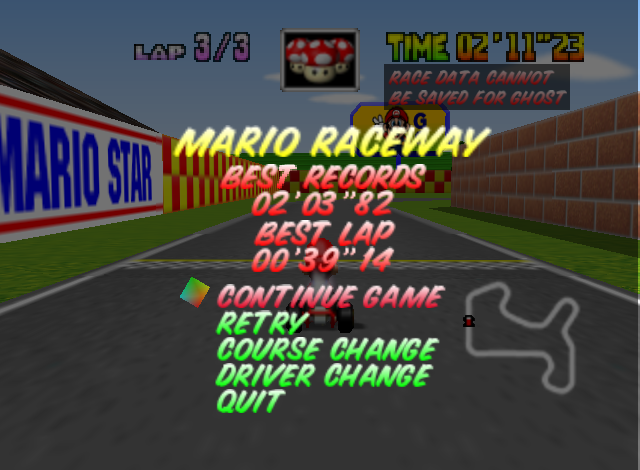 LAP 3/3
TIME 02'11"23
RACE DATA CANNOT
BE SAVED FOR GHOST
G
MARIO STAR
MARIO RACEWAY
BEST RECORDS
02'03"82
BEST LAP
00'39"14
CONTINUE GAME
RETRY
COURSE CHANGE
DRIVER CHANGE
QUIT